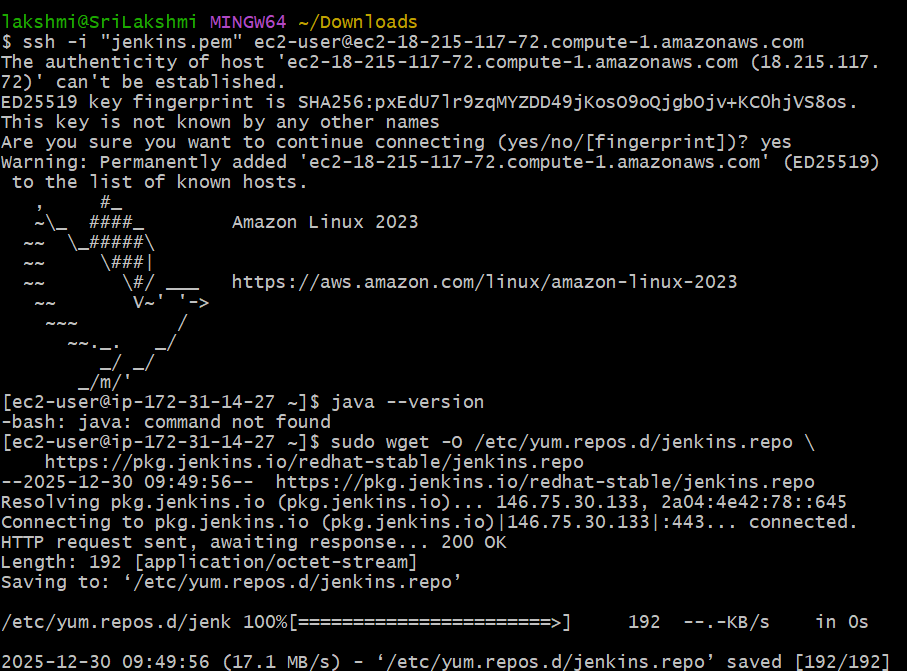 lakshmi@SriLakshmi MINGW64 ~/Downloads
$ ssh -i "jenkins.pem" ec2-user@ec2-18-215-117-72.compute-1.amazonaws.com
The authenticity of host 'ec2-18-215-117-72.compute-1.amazonaws.com (18.215.117.
72)' can't be established.
ED25519 key fingerprint is SHA256:pxEdU7lr9zqMYZDD49jKosO9oQjgbOjv+KC0hjVS8os.
This key is not known by any other names
Are you sure you want to continue connecting (yes/no/[fingerprint])? yes
Warning: Permanently added 'ec2-18-215-117-72.compute-1.amazonaws.com' (ED25519)
 to the list of known hosts.
   ,     #_
   ~\_  ####_        Amazon Linux 2023
  ~~  \_#####\
  ~~     \###|
  ~~       \#/ ___   https://aws.amazon.com/linux/amazon-linux-2023
   ~~       V~' '->
    ~~~         /
      ~~._.   _/
         _/ _/
       _/m/'
[ec2-user@ip-172-31-14-27 ~]$ java --version
-bash: java: command not found
[ec2-user@ip-172-31-14-27 ~]$ sudo wget -O /etc/yum.repos.d/jenkins.repo \
    https://pkg.jenkins.io/redhat-stable/jenkins.repo
--2025-12-30 09:49:56--  https://pkg.jenkins.io/redhat-stable/jenkins.repo
Resolving pkg.jenkins.io (pkg.jenkins.io)... 146.75.30.133, 2a04:4e42:78::645
Connecting to pkg.jenkins.io (pkg.jenkins.io)|146.75.30.133|:443... connected.
HTTP request sent, awaiting response... 200 OK
Length: 192 [application/octet-stream]
Saving to: ‘/etc/yum.repos.d/jenkins.repo’

/etc/yum.repos.d/jenk 100%[=======================>]     192  --.-KB/s    in 0s

2025-12-30 09:49:56 (17.1 MB/s) - ‘/etc/yum.repos.d/jenkins.repo’ saved [192/192]